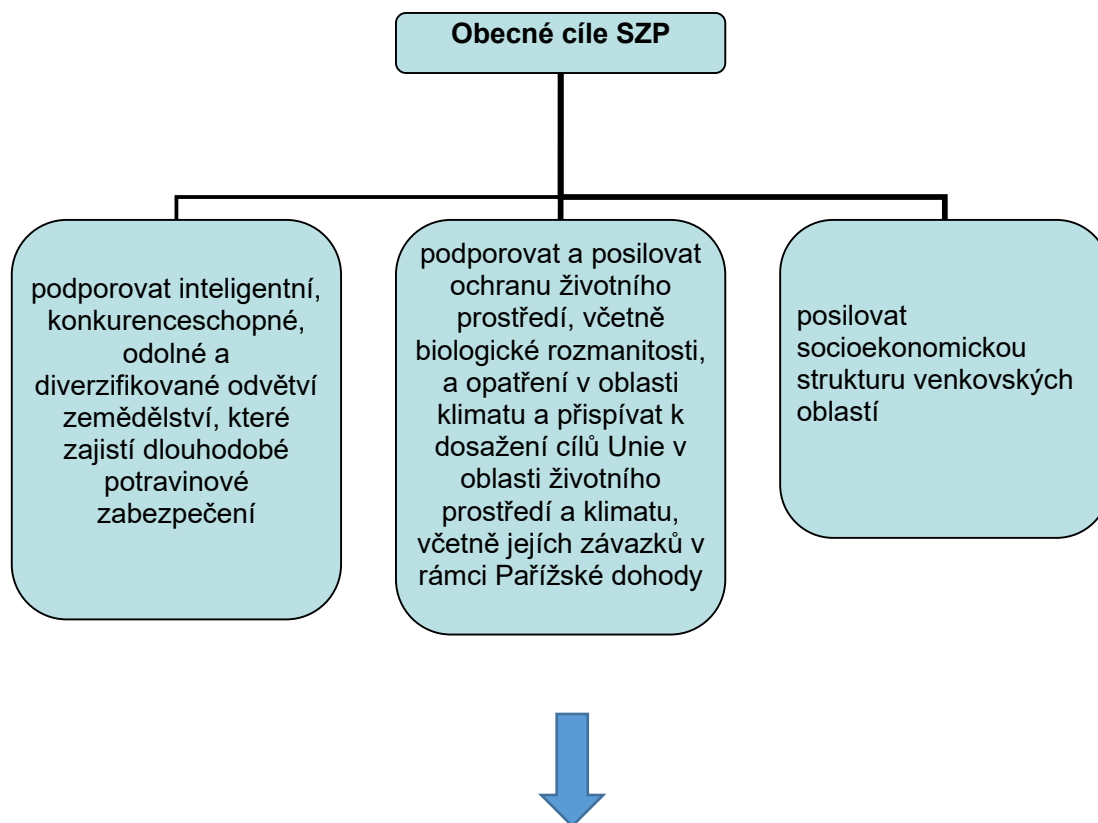 Obecné cíle SZP
podporovat inteligentní,
konkurenceschopné,
odolné a
diverzifikované odvětví
zemědělství, které
zajistí dlouhodobé
potravinové
zabezpečení
podporovat a posilovat
ochranu životního
prostředí, včetně
biologické rozmanitosti,
a opatření v oblasti
klimatu a přispívat k
dosažení cílů Unie v
oblasti životního
prostředí a klimatu,
včetně jejích závazků v
rámci Pařížské dohody
posilovat
socioekonomickou
strukturu venkovských
oblastí